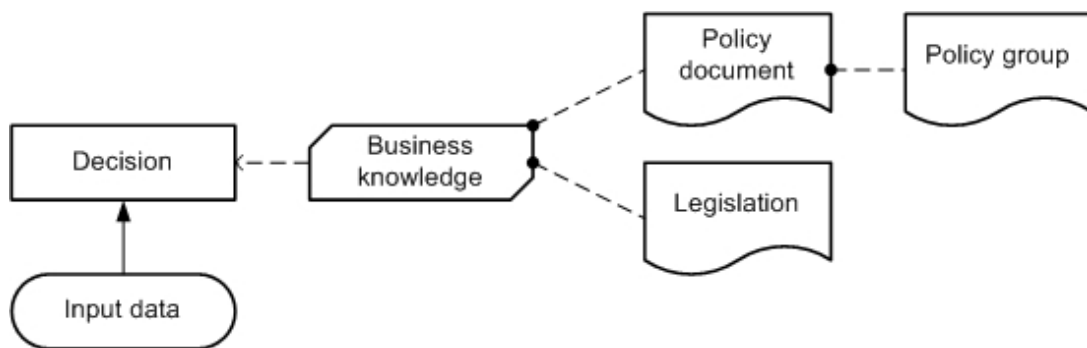 Policy
document
Policy group
Decision
Business
knowledge
Legislation
Input data